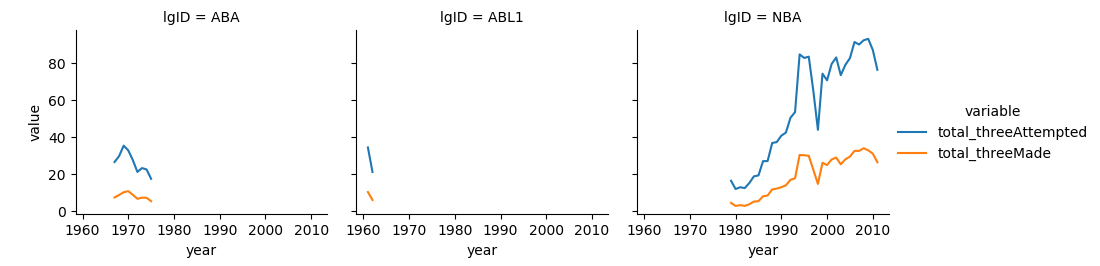 lgID = ABA
lgID = ABL1
lgID = NBA
value
80
60
40
20
0
1960 1970 1980 1990 2000 2010
1960 1970 1980 1990 2000 2010
1960 1970 1980 1990 2000 2010
year
year
year
variable
total_threeAttempted
total_threeMade